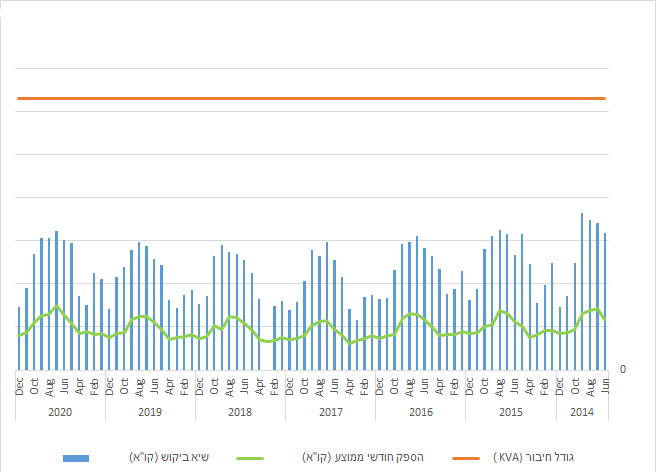 0
Dec Oct Aug Jun Apr Feb Dec Oct Aug Jun Apr Feb Dec Oct Aug Jun Apr Feb Dec Oct Aug Jun Apr Feb Dec Oct Aug Jun Apr Feb Dec Oct Aug Jun Apr Feb Dec Oct Aug Jun
2020 2019 2018 2017 2016 2015 2014
גודל חיבור (KVA ) הספק חודשי ממוצע (קו"א) שיא ביקוש (קו"א)